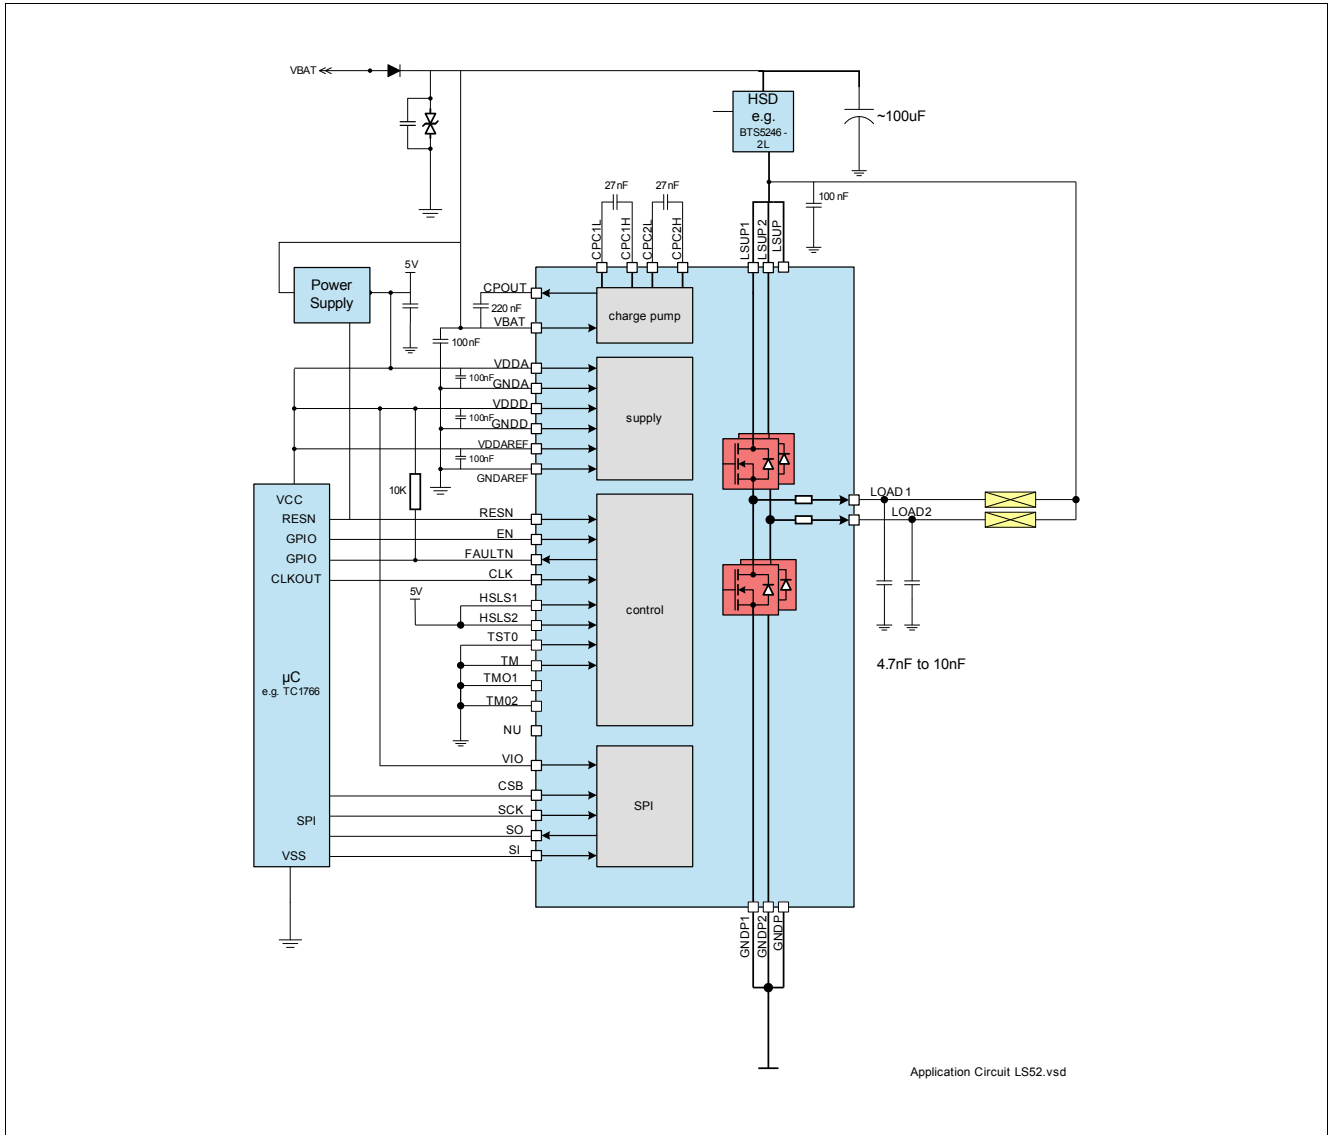 VBAT
HSD
e.g.
BTS5246 -
2L
~100uF
27nF
27nF
100 nF
CPC1L
CPC1H
CPC2L
CPC2H
LSUP1
LSUP 2
LSUP
5V
Power
Supply
CPOUT
220 nF
VBAT
100nF
charge pump
VDDA
100nF
GNDA
VDDD
100nF
GNDD
VDDAREF
100nF
GNDAREF
supply
10K
VCC
RESN
GPIO
GPIO
CLKOUT
µC
e.g. TC1766
SPI
VSS
RESN
EN
FAULTN
CLK
5V
HSLS1
HSLS2
TST0
TM
TMO1
TM02
NU
control
LOAD1
LOAD2
4.7nF to 10nF
VIO
CSB
SCK
SO
SI
SPI
GNDP1
GNDP2
GNDP
Application Circuit LS52.vsd